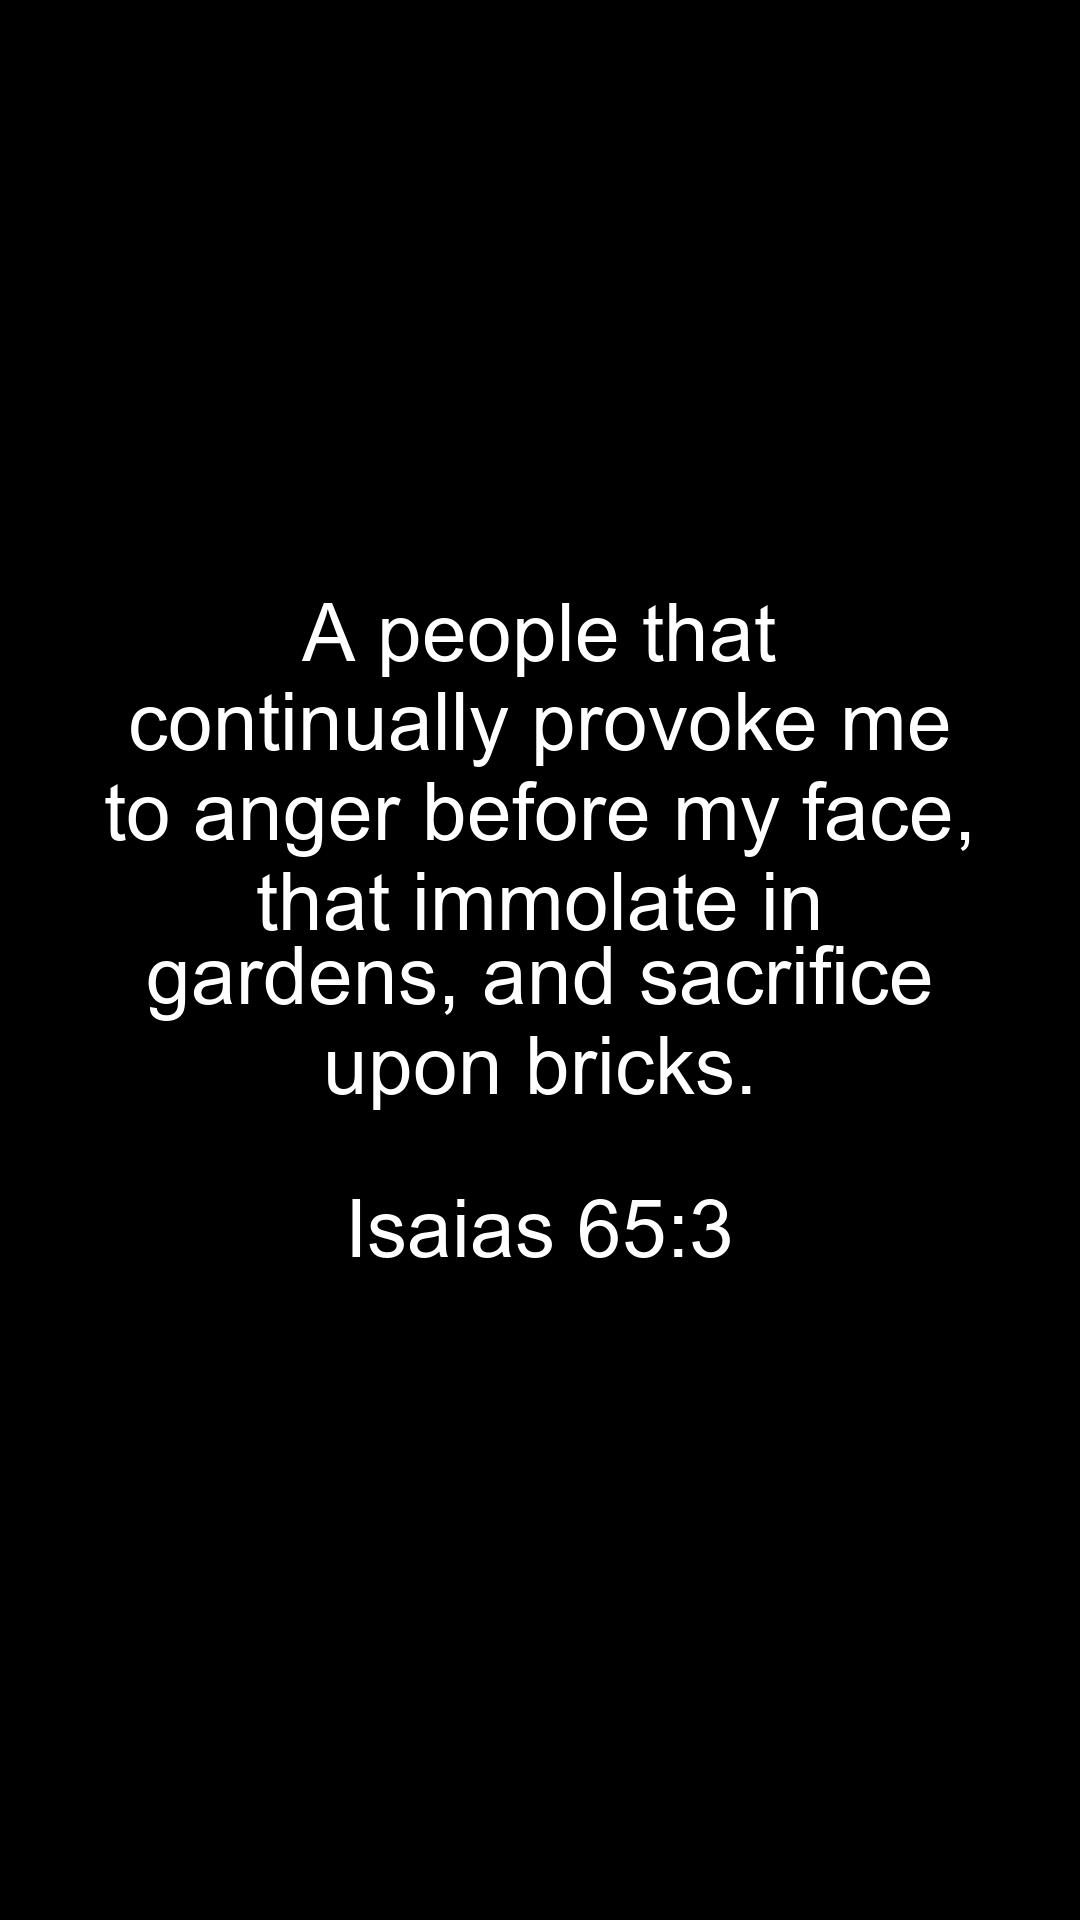 A people that
continually provoke me
to anger before my face,
that immolate in
gardens, and sacrifice
upon bricks.
Isaias 65:3